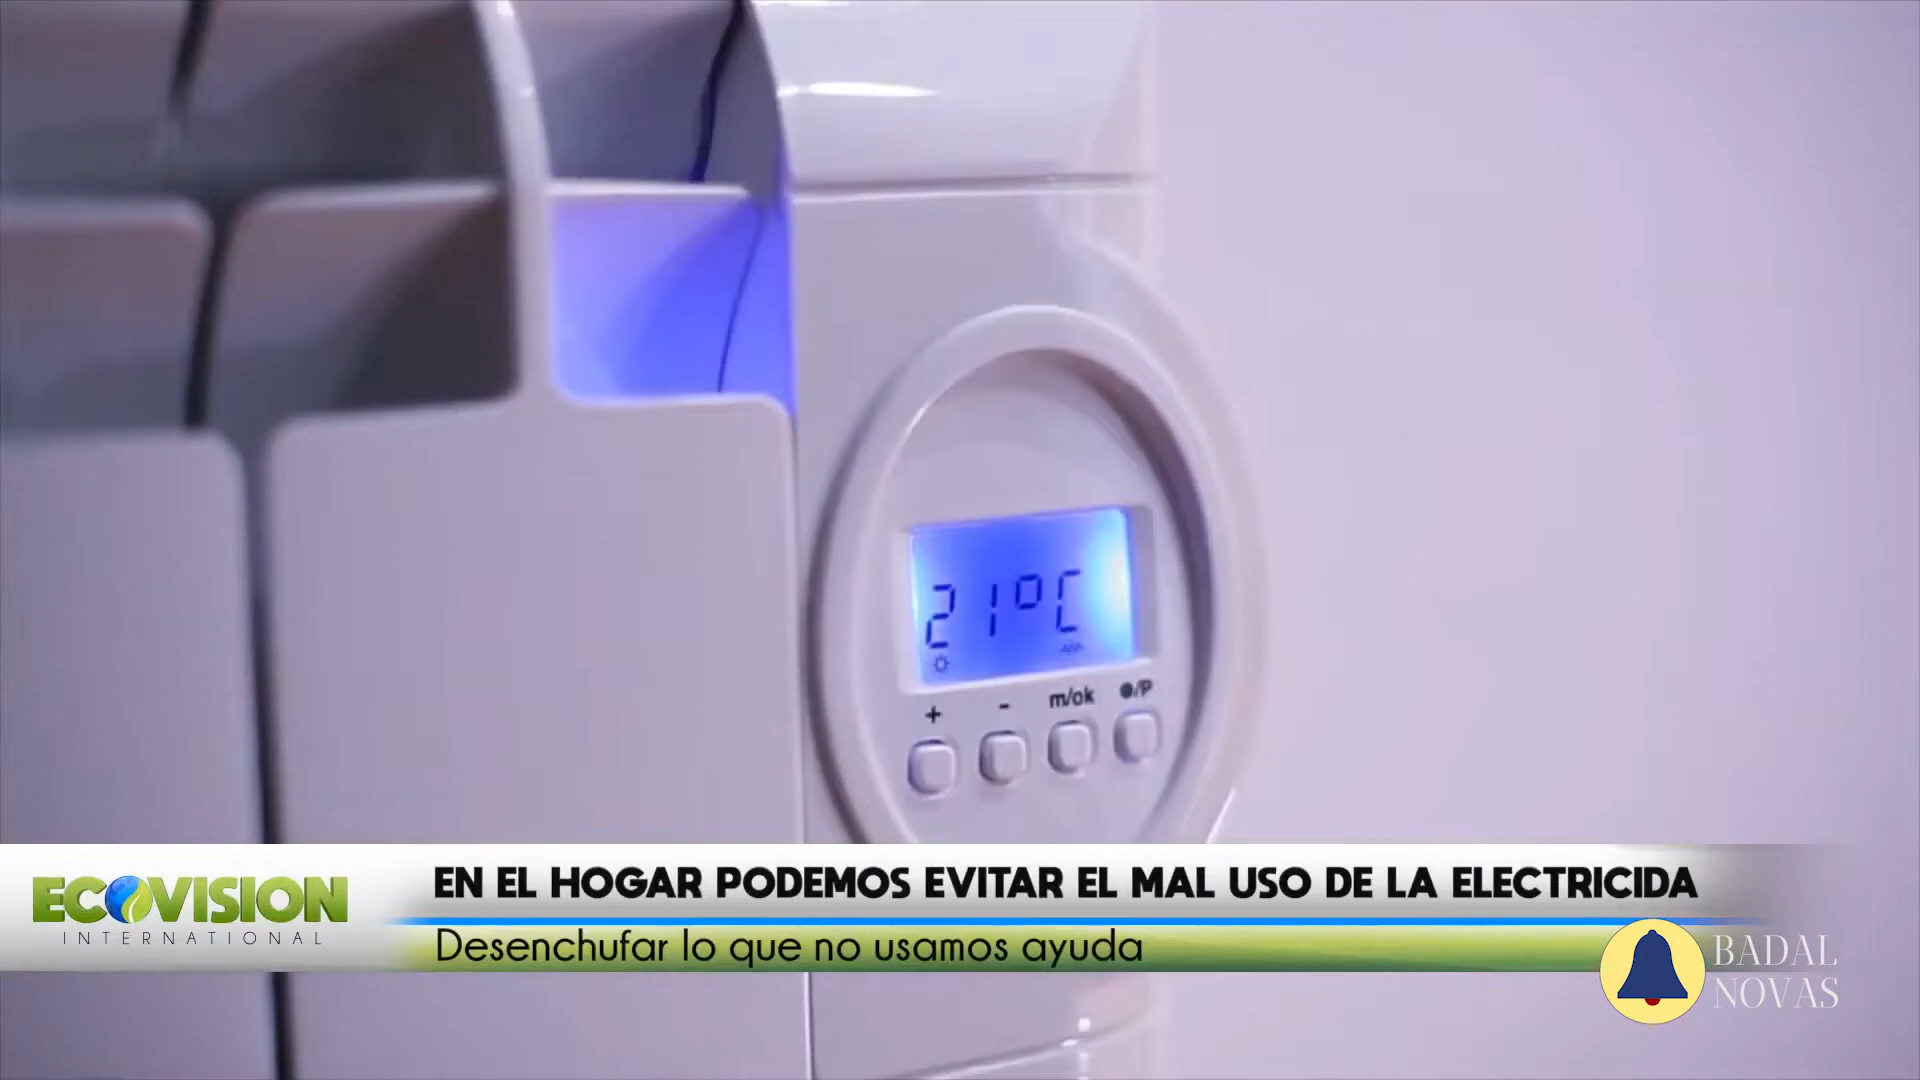 21°C
+ - m/ok ●/P
EN EL HOGAR PODEMOS EVITAR EL MAL USO DE LA ELECTRICIDA
ECOVISION
INTERNATIONAL
Desenchufar lo que no usamos ayuda
BADAL
NOVAS